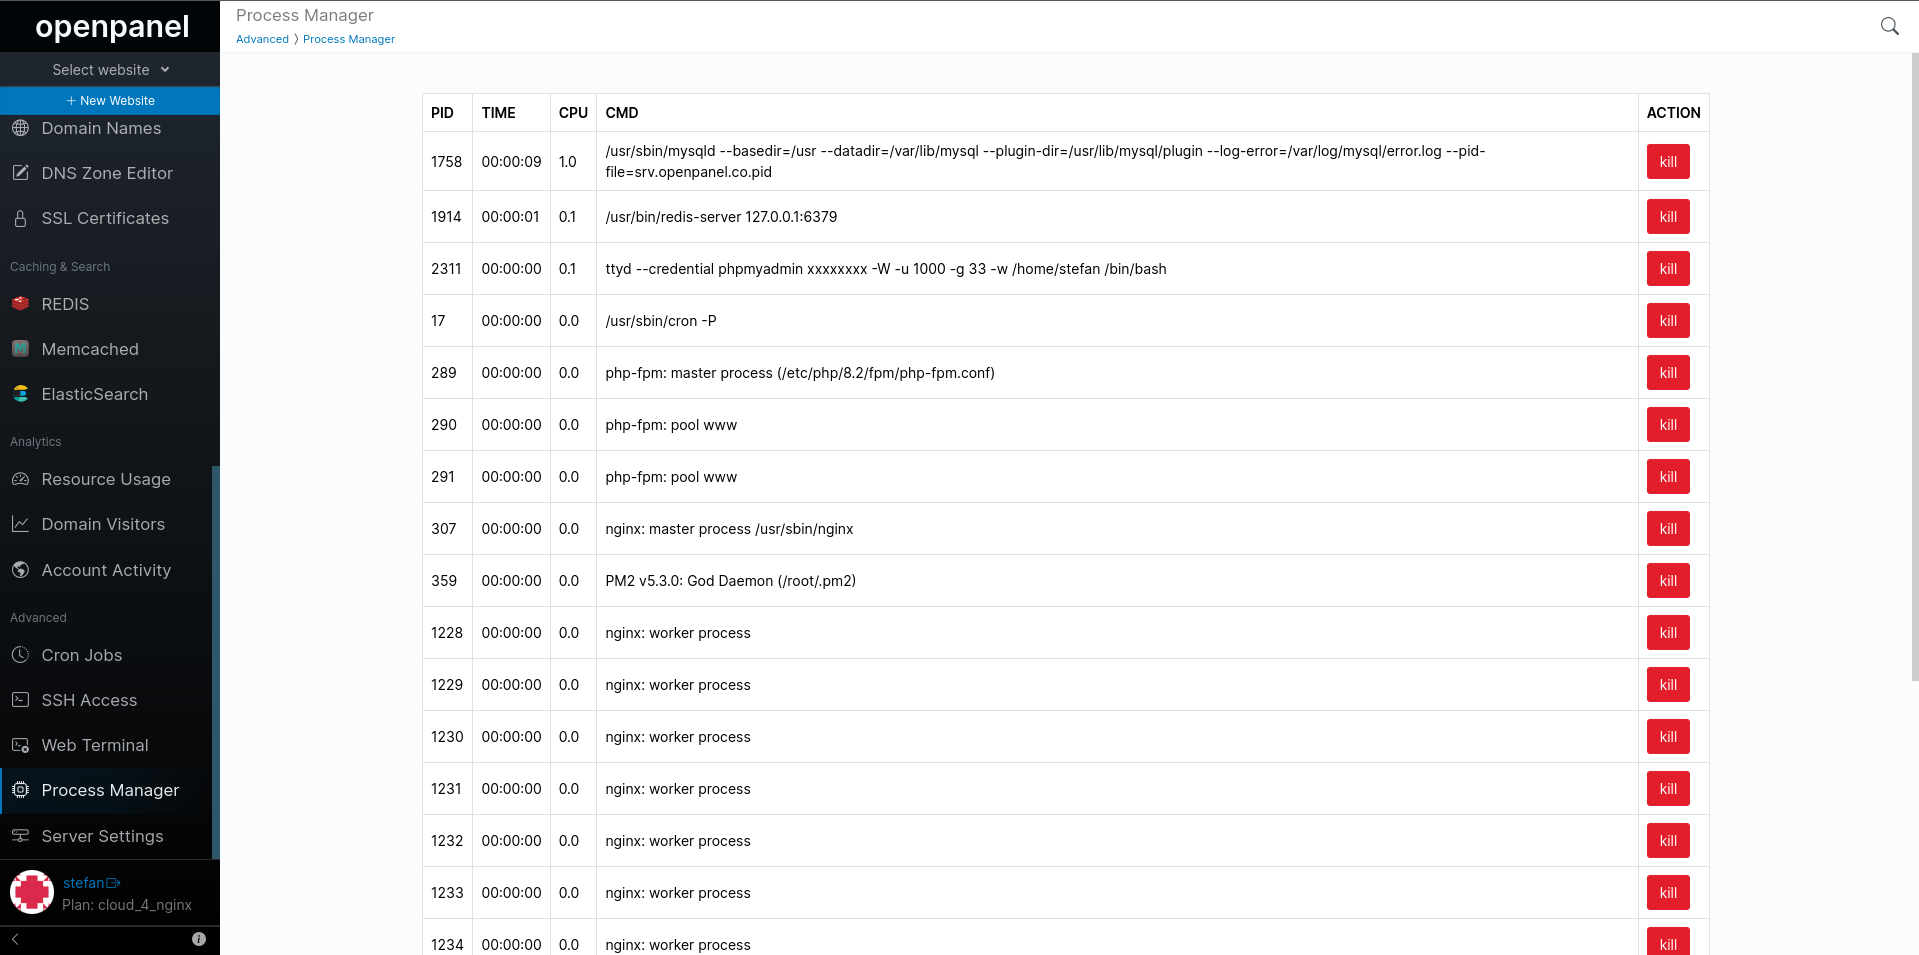 openpanel
Select website
+ New Website
Domain Names
DNS Zone Editor
SSL Certificates
Caching & Search
REDIS
Memcached
ElasticSearch
Analytics
Resource Usage
Domain Visitors
Account Activity
Advanced
Cron Jobs
SSH Access
Web Terminal
Process Manager
Server Settings
stefan
Plan: cloud_4_nginx
Process Manager
Advanced 〉 Process Manager
PID TIME CPU CMD ACTION
1758 00:00:09 1.0 /usr/sbin/mysqld --basedir=/usr --datadir=/var/lib/mysql --plugin-dir=/usr/lib/mysql/plugin --log-error=/var/log/mysql/error.log --pid-
file=srv.openpanel.co.pid kill
1914 00:00:01 0.1 /usr/bin/redis-server 127.0.0.1:6379 kill
2311 00:00:00 0.1 ttyd --credential phpmyadmin xxxxxxxx -W -u 1000 -g 33 -w /home/stefan /bin/bash kill
17 00:00:00 0.0 /usr/sbin/cron -P kill
289 00:00:00 0.0 php-fpm: master process (/etc/php/8.2/fpm/php-fpm.conf) kill
290 00:00:00 0.0 php-fpm: pool www kill
291 00:00:00 0.0 php-fpm: pool www kill
307 00:00:00 0.0 nginx: master process /usr/sbin/nginx kill
359 00:00:00 0.0 PM2 v5.3.0: God Daemon (/root/.pm2) kill
1228 00:00:00 0.0 nginx: worker process kill
1229 00:00:00 0.0 nginx: worker process kill
1230 00:00:00 0.0 nginx: worker process kill
1231 00:00:00 0.0 nginx: worker process kill
1232 00:00:00 0.0 nginx: worker process kill
1233 00:00:00 0.0 nginx: worker process kill
1234 00:00:00 0.0 nginx: worker process kill